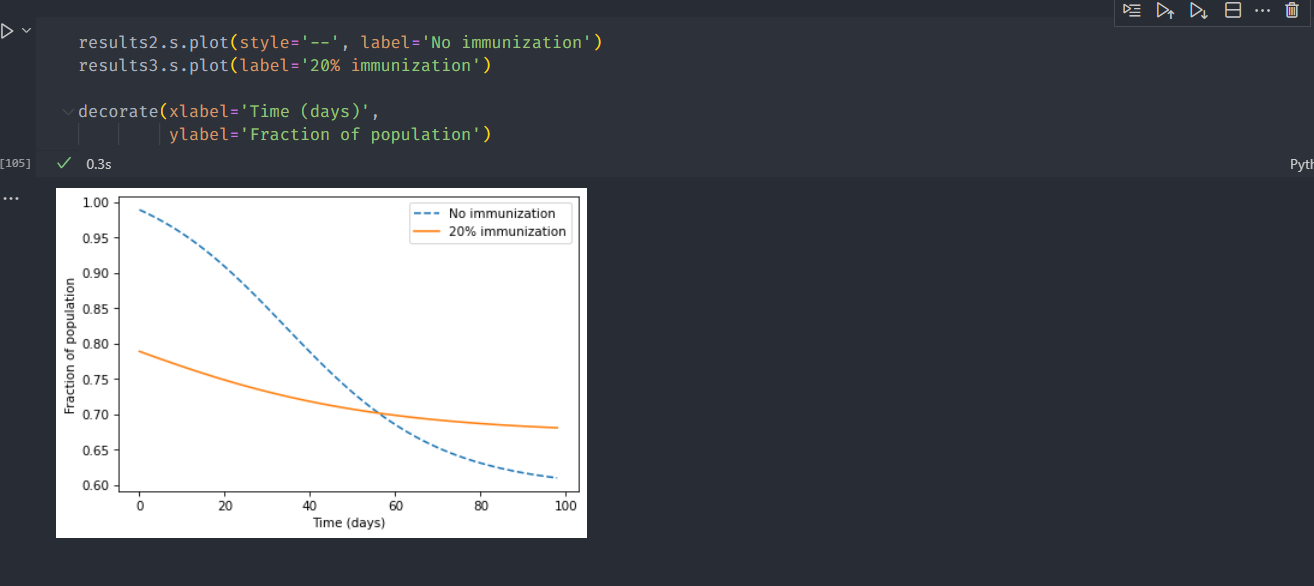 results2.s.plot(style='--', label='No immunization')
results3.s.plot(label='20% immunization')
decorate(xlabel='Time (days)',
ylabel='Fraction of population')
[105]
0.3s
Pyth
1.00
0.95
0.90
0.85
0.80
0.75
0.70
0.65
0.60
Fraction of population
No immunization
20% immunization
0 20 40 60 80 100
Time (days)